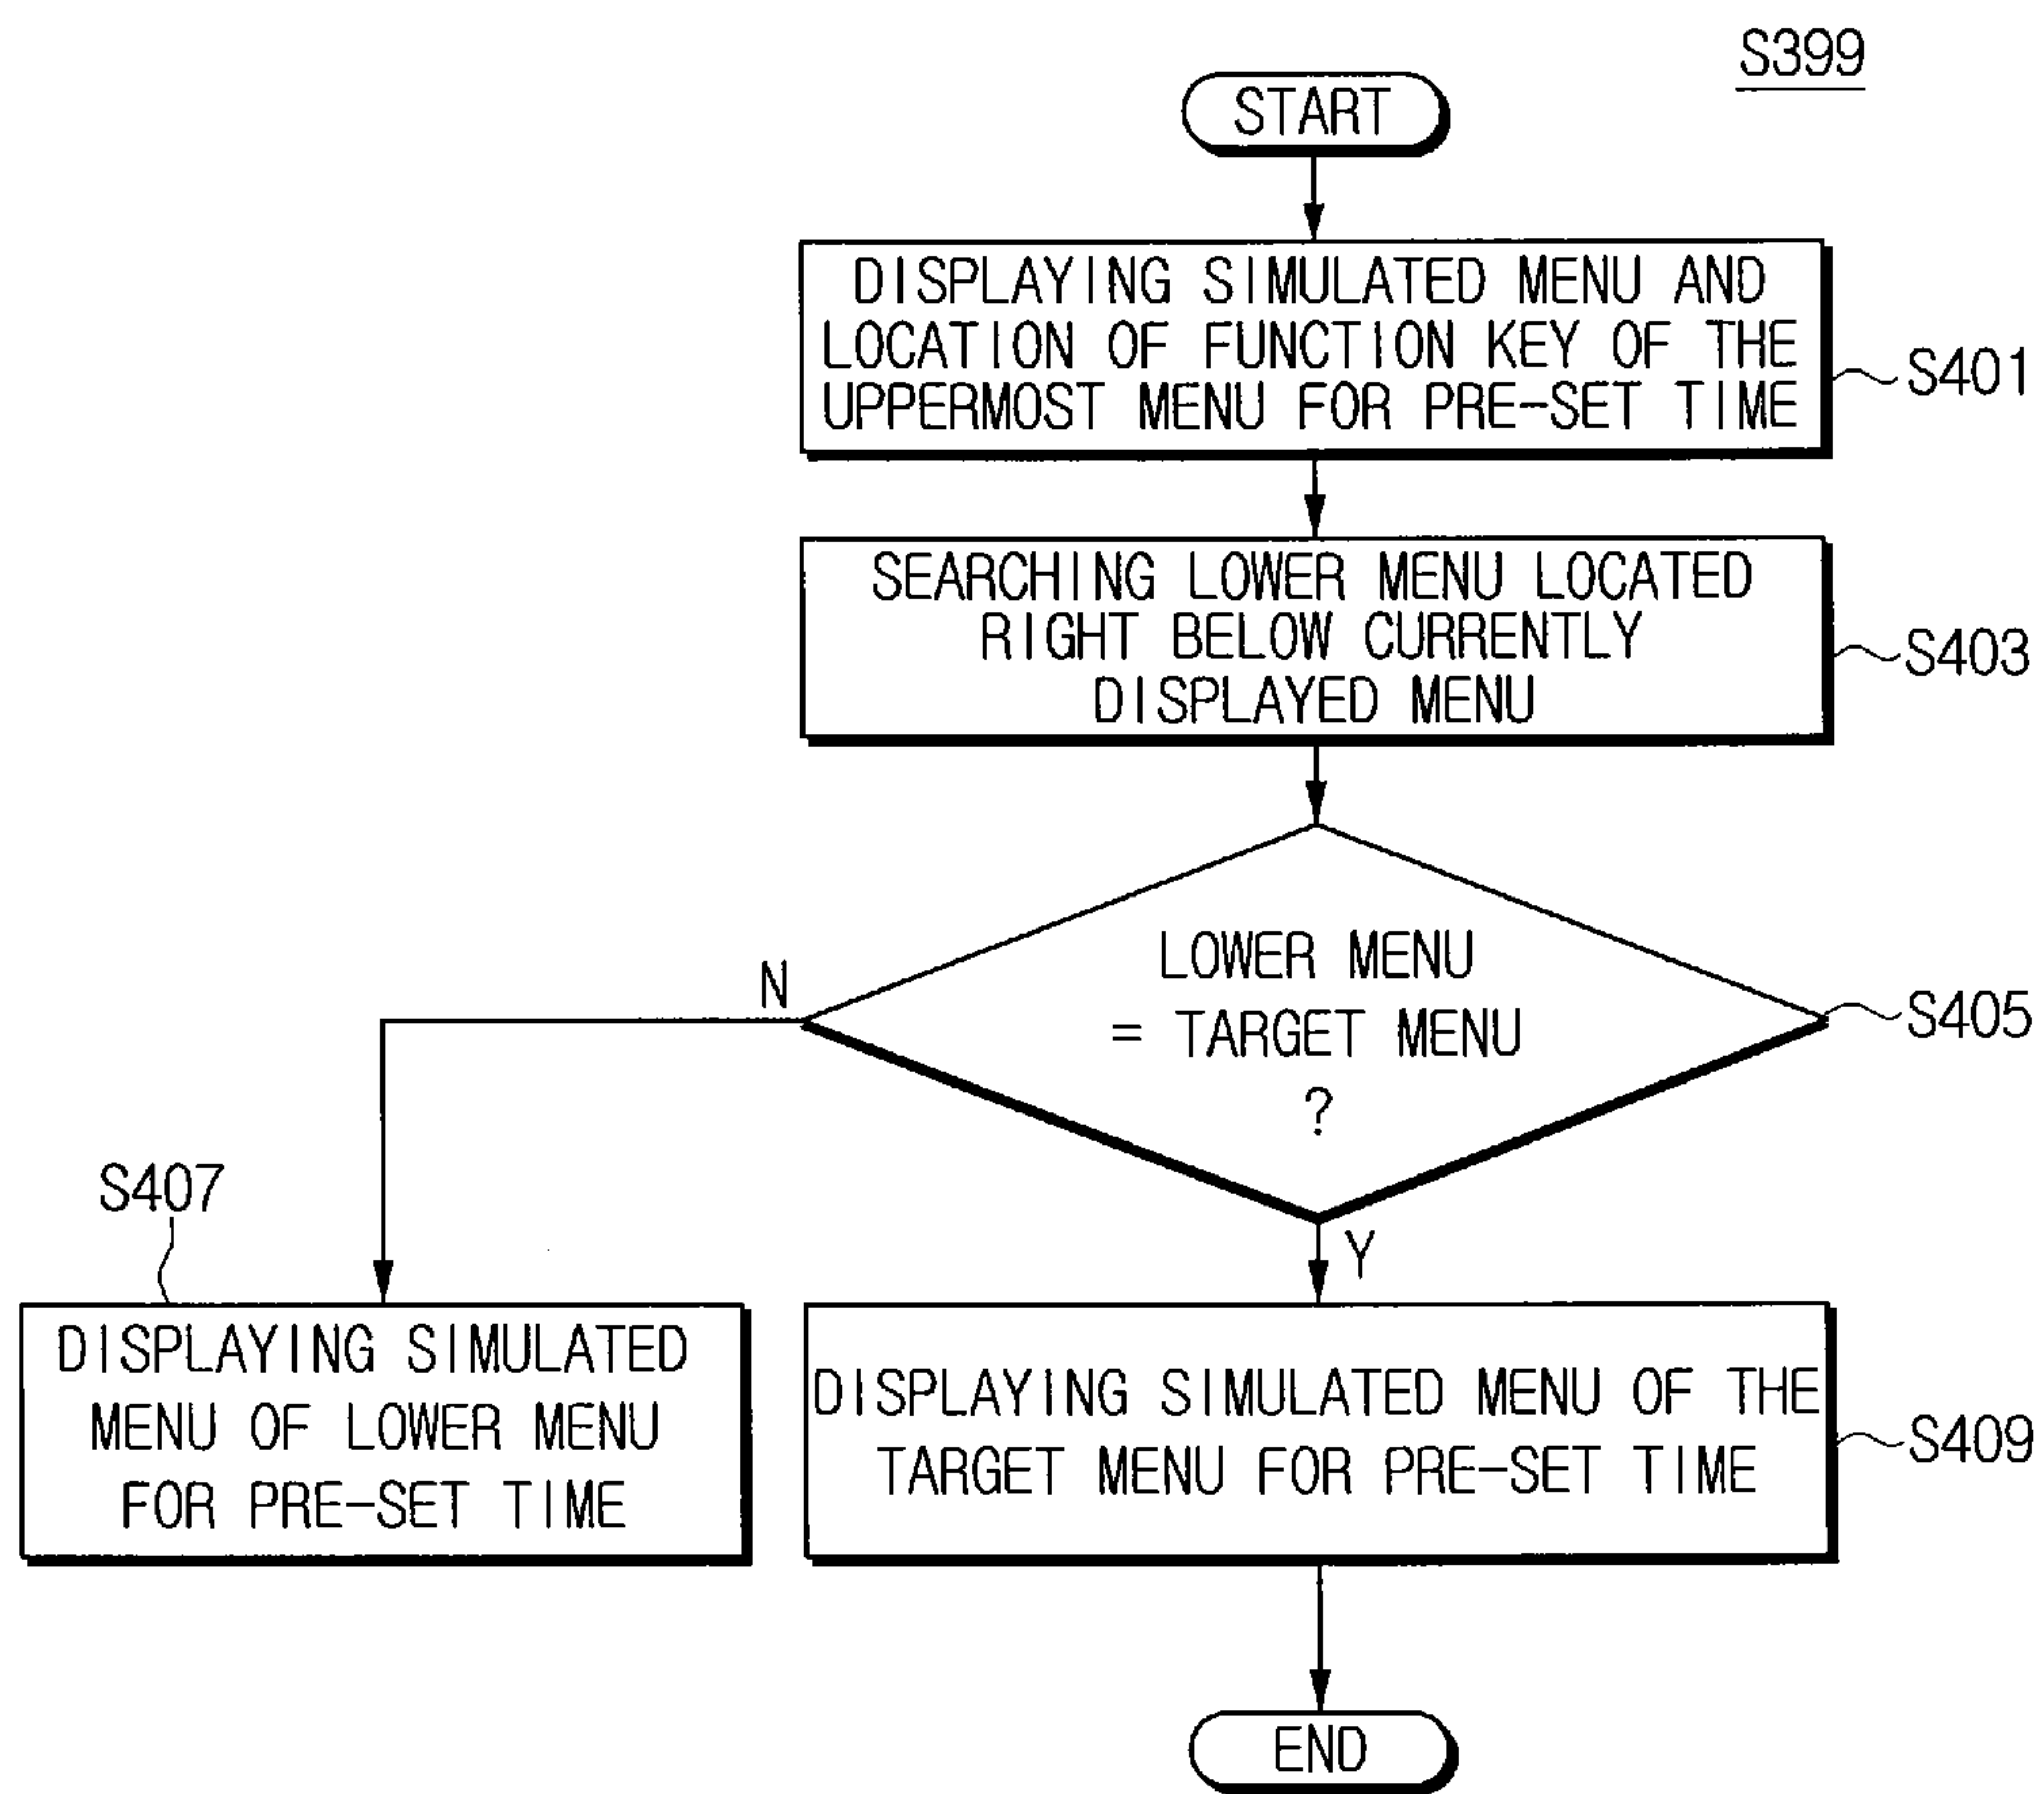 S399
START
DISPLAYING SIMULATED MENU AND
LOCATION OF FUNCTION KEY OF THE
UPPERMOST MENU FOR PRE-SET TIME
S401
SEARCHING LOWER MENU LOCATED
RIGHT BELOW CURRENTLY
DISPLAYED MENU
S403
LOWER MENU
= TARGET MENU
?
S405
N
Y
S407
DISPLAYING SIMULATED
MENU OF LOWER MENU
FOR PRE-SET TIME
DISPLAYING SIMULATED MENU OF THE
TARGET MENU FOR PRE-SET TIME
S409
END